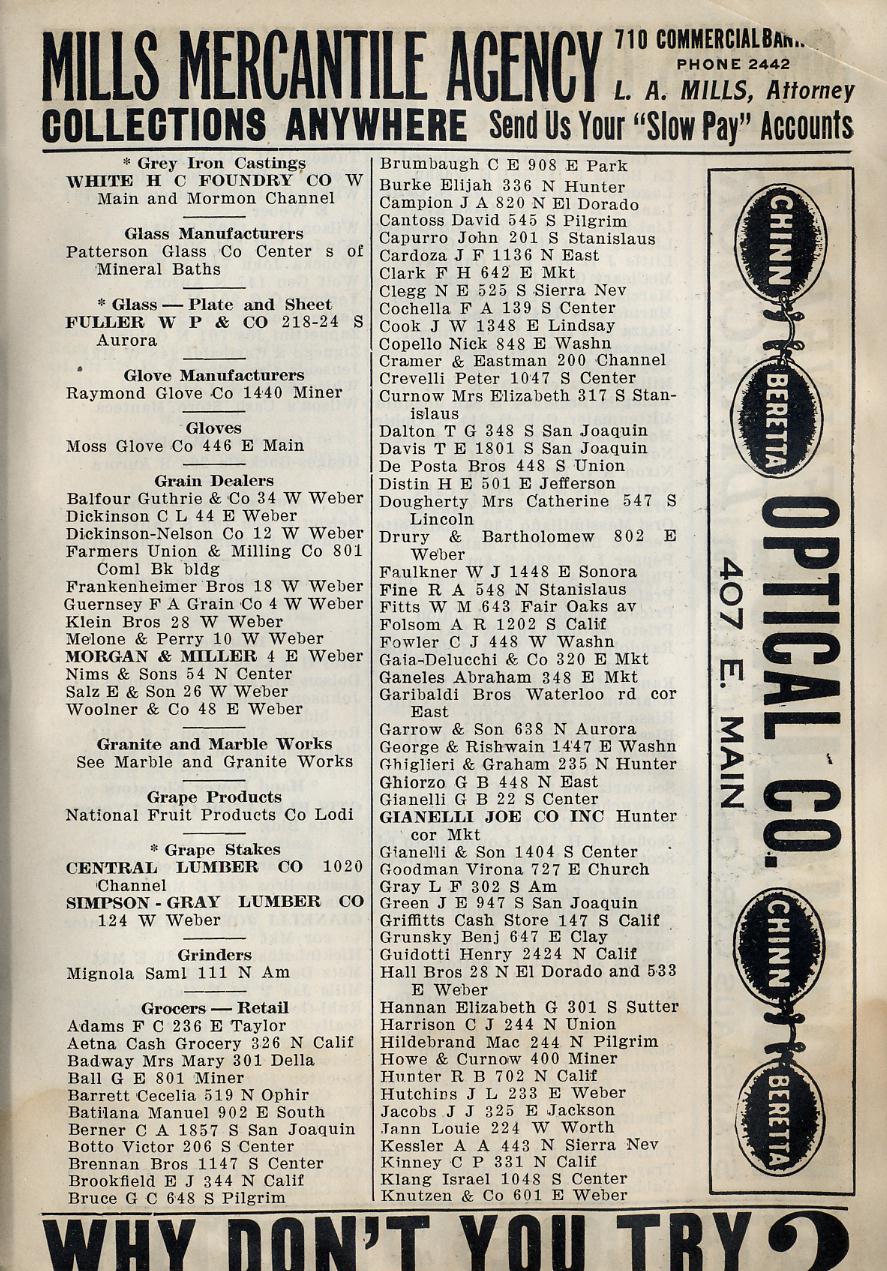 MILLS MERCANTILE AGENCY
710 COMMERCIAL
PHONE 2442
L. A. MILLS, Attorney
COLLECTIONS ANYWHERE Send Us Your "Slow Pay" Accounts
* Grey Iron Castings
WHITE H C FOUNDRY CO W
Main and Mormon Channel
Glass Manufacturers
Patterson Glass Co Center s of
Mineral Baths
* Glass — Plate and Sheet
FULLER W P & CO 218-24 S
Aurora
Glove Manufacturers
Raymond Glove Co 1440 Miner
Gloves
Moss Glove Co 446 E Main
Grain Dealers
Balfour Guthrie & Co 34 W Weber
Dickinson C L 44 E Weber
Dickinson-Nelson Co 12 W Weber
Farmers Union & Milling Co 801
Coml Bk bldg
Frankenheimer Bros 18 W Weber
Guernsey F A Grain Co 4 W Weber
Klein Bros 28 W Weber
Melone & Perry 10 W Weber
MORGAN & MILLER 4 E Weber
Nims & Sons 54 N Center
Salz E & Son 26 W Weber
Woolner & Co 48 E Weber
Granite and Marble Works
See Marble and Granite Works
Grape Products
National Fruit Products Co Lodi
* Grape Stakes
CENTRAL LUMBER CO 1020
Channel
SIMPSON - GRAY LUMBER CO
124 W Weber
Grinders
Mignola Saml 111 N Am
Grocers — Retail
Adams F C 236 E Taylor
Aetna Cash Grocery 326 N Calif
Badway Mrs Mary 301 Della
Ball G E 801 Miner
Barrett Cecelia 519 N Ophir
Batilana Manuel 902 E South
Berner C A 1857 S San Joaquin
Botto Victor 206 S Center
Brennan Bros 1147 S Center
Brookfield E J 344 N Calif
Bruce G C 648 S Pilgrim
Brumbaugh C E 908 E Park
Burke Elijah 336 N Hunter
Campion J A 820 N El Dorado
Cantoss David 545 S Pilgrim
Capurro John 201 S Stanislaus
Cardoza J F 1136 N East
Clark F H 642 E Mkt
Clegg N E 525 S Sierra Nev
Cochella F A 139 S Center
Cook J W 1348 E Lindsay
Copello Nick 848 E Washn
Cramer & Eastman 200 Channel
Crevelli Peter 1047 S Center
Curnow Mrs Elizabeth 317 S Stan-
islaus
Dalton T G 348 S San Joaquin
Davis T E 1801 S San Joaquin
De Posta Bros 448 S Union
Distin H E 501 E Jefferson
Dougherty Mrs Catherine 547 S
Lincoln
Drury & Bartholomew 802 E
Weber
Faulkner W J 1448 E Sonora
Fine R A 548 N Stanislaus
Fitts W M 643 Fair Oaks av
Folsom A R 1202 S Calif
Fowler C J 448 W Washn
Gaia-Delucchi & Co 320 E Mkt
Ganeles Abraham 348 E Mkt
Garibaldi Bros Waterloo rd cor
East
Garrow & Son 638 N Aurora
George & Rishwain 1447 E Washn
Ghiglieri & Graham 235 N Hunter
Ghiorzo G B 448 N East
Gianelli G B 22 S Center
GIANELLI JOE CO INC Hunter
cor Mkt
Gianelli & Son 1404 S Center
Goodman Virona 727 E Church
Gray L F 302 S Am
Green J E 947 S San Joaquin
Griffitts Cash Store 147 S Calif
Grunsky Benj 647 E Clay
Guidotti Henry 2424 N Calif
Hall Bros 28 N El Dorado and 533
E Weber
Hannan Elizabeth G 301 S Sutter
Harrison C J 244 N Union
Hildebrand Mac 244 N Pilgrim
Howe & Curnow 400 Miner
Hunter R B 702 N Calif
Hutchins J L 233 E Weber
Jacobs J J 325 E Jackson
Jann Louie 224 W Worth
Kessler A A 443 N Sierra Nev
Kinney C P 331 N Calif
Klang Israel 1048 S Center
Knutzen & Co 601 E Weber
CHINN BERETTA
OPTICAL CO.
407 E. MAIN
CHINN BERETTA
WHY DON'T YOU TRY?